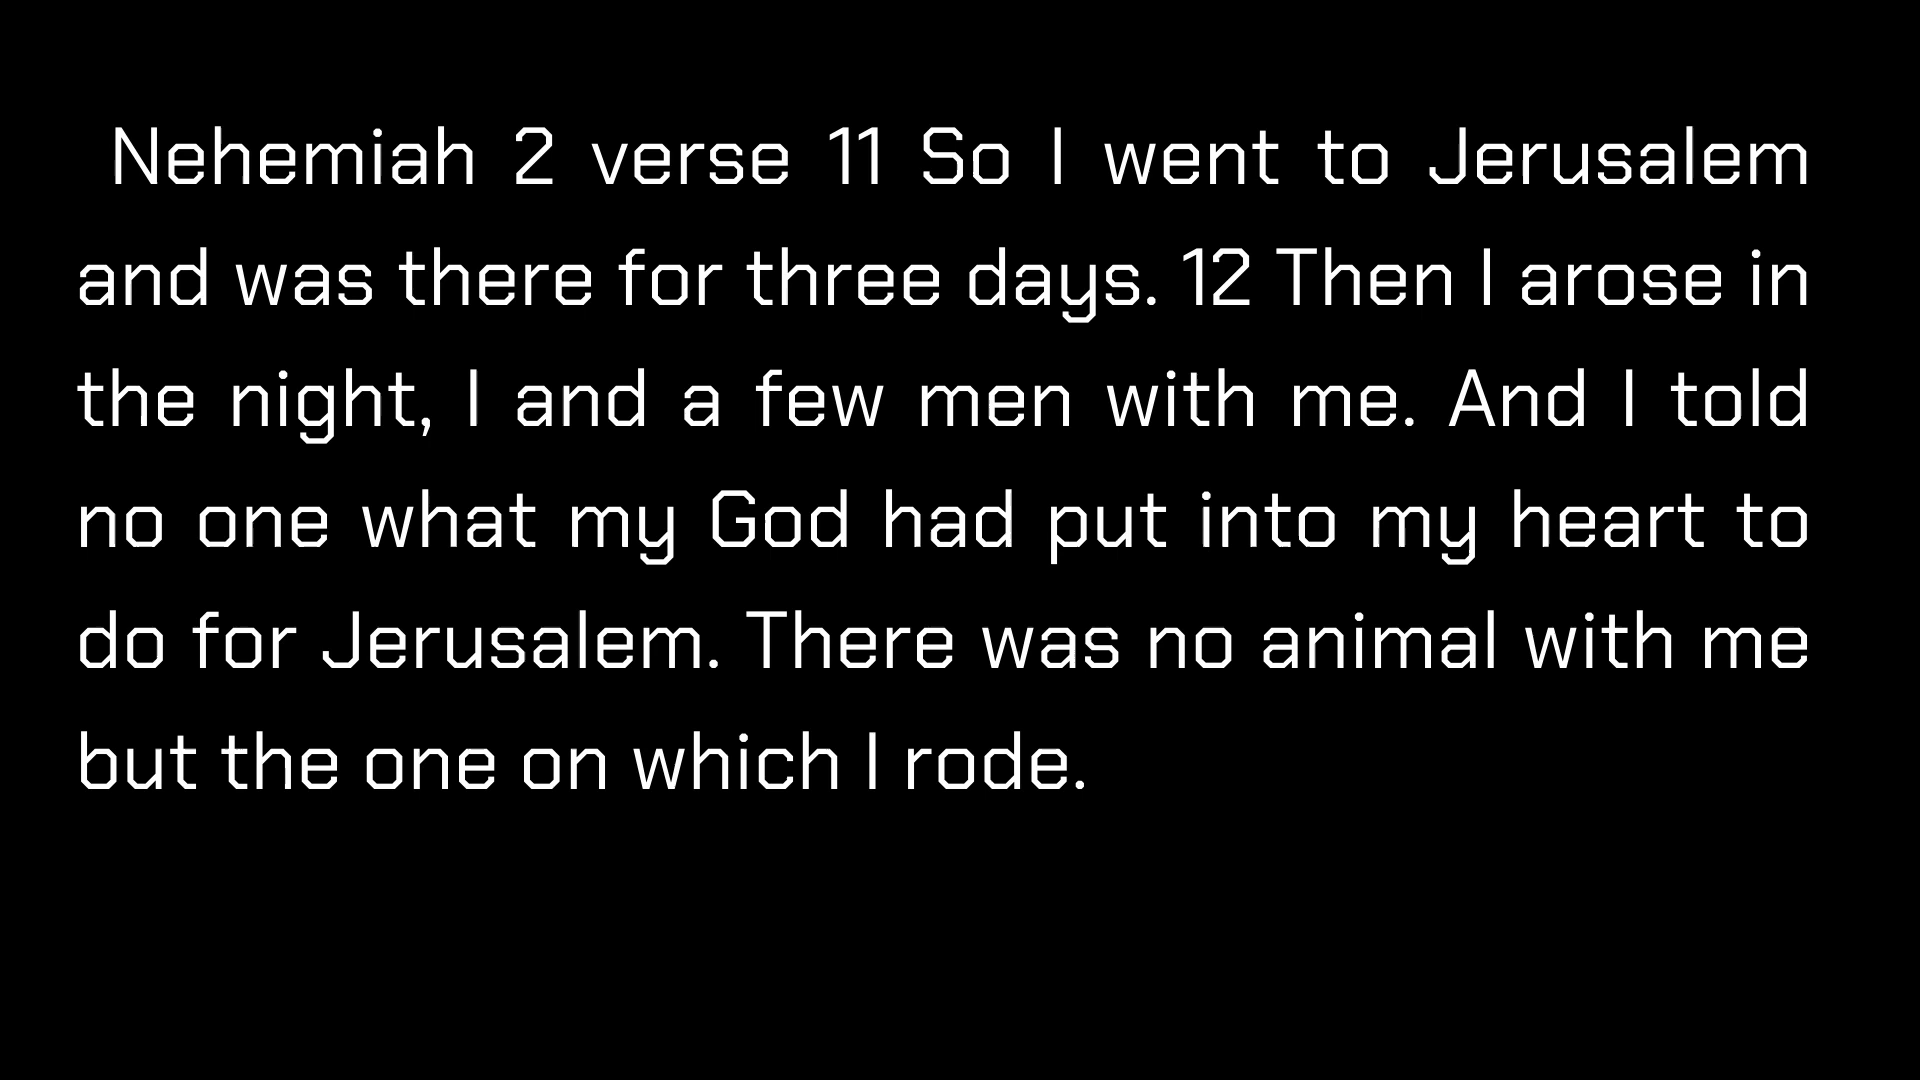 Nehemiah 2 verse 11 So I went to Jerusalem
and was there for three days. 12 Then I arose in
the night, I and a few men with me. And I told
no one what my God had put into my heart to
do for Jerusalem. There was no animal with me
but the one on which I rode.